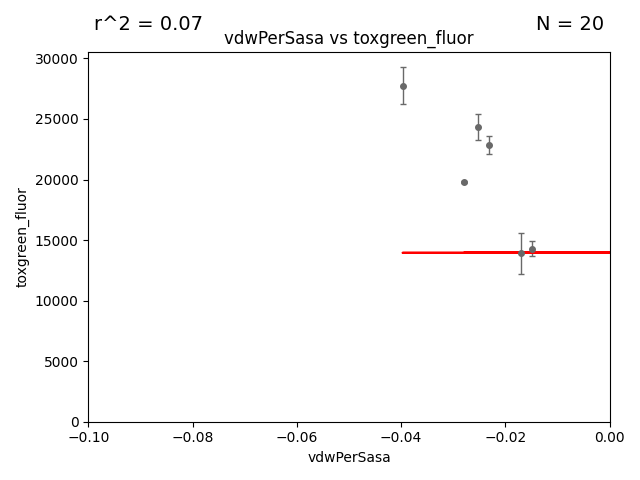 r^2 = 0.07
N = 20
vdwPerSasa vs toxgreen_fluor
30000
25000
20000
15000
10000
5000
0
toxgreen_fluor
−0.10
−0.08
−0.06
−0.04
−0.02
0.00
vdwPerSasa